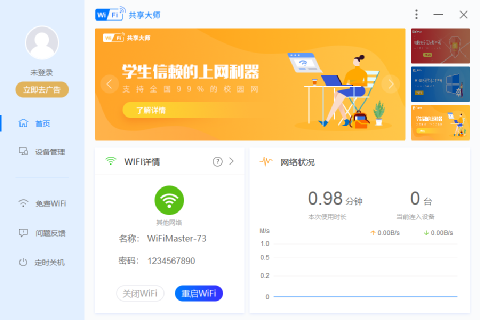 WiFi 共享大师
未登录
立即去广告
首页
设备管理
免费WiFi
问题反馈
定时关机
WiFi 共享大师
学生信赖的上网利器
支持全国99%的校园网
了解详情
WIFI详情
?
其他网络
名称： WiFiMaster-73
密码： 1234567890
关闭WiFi
重启WiFi
网络状况
0.98 分钟
本次使用时长
0 台
当前连入设备
M/s
↑ 0.00B/s
↓ 0.00B/s
1.0
0.5
0.2
0